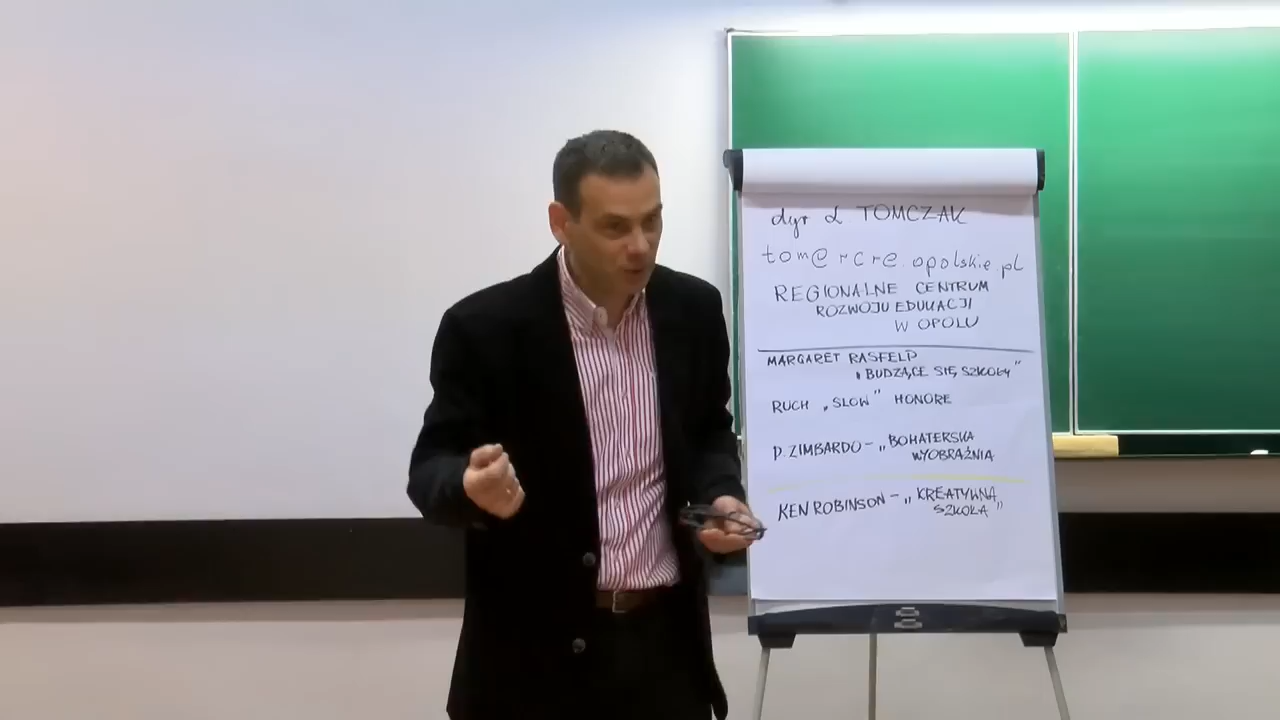 dyr L TOMCZAK
tom@rcre.opolskie.pl
REGIONALNE CENTRUM
ROZWOJU EDUKACJI
W OPOLU
MARGARET RASFELD
„BUDZĄCE SIĘ SZKOŁY”
RUCH „SLOW” HONORE
P. ZIMBARDO - „BOHATERSKA
WYOBRAŹNIA
KEN ROBINSON - „KREATYWNA
SZKOŁA”